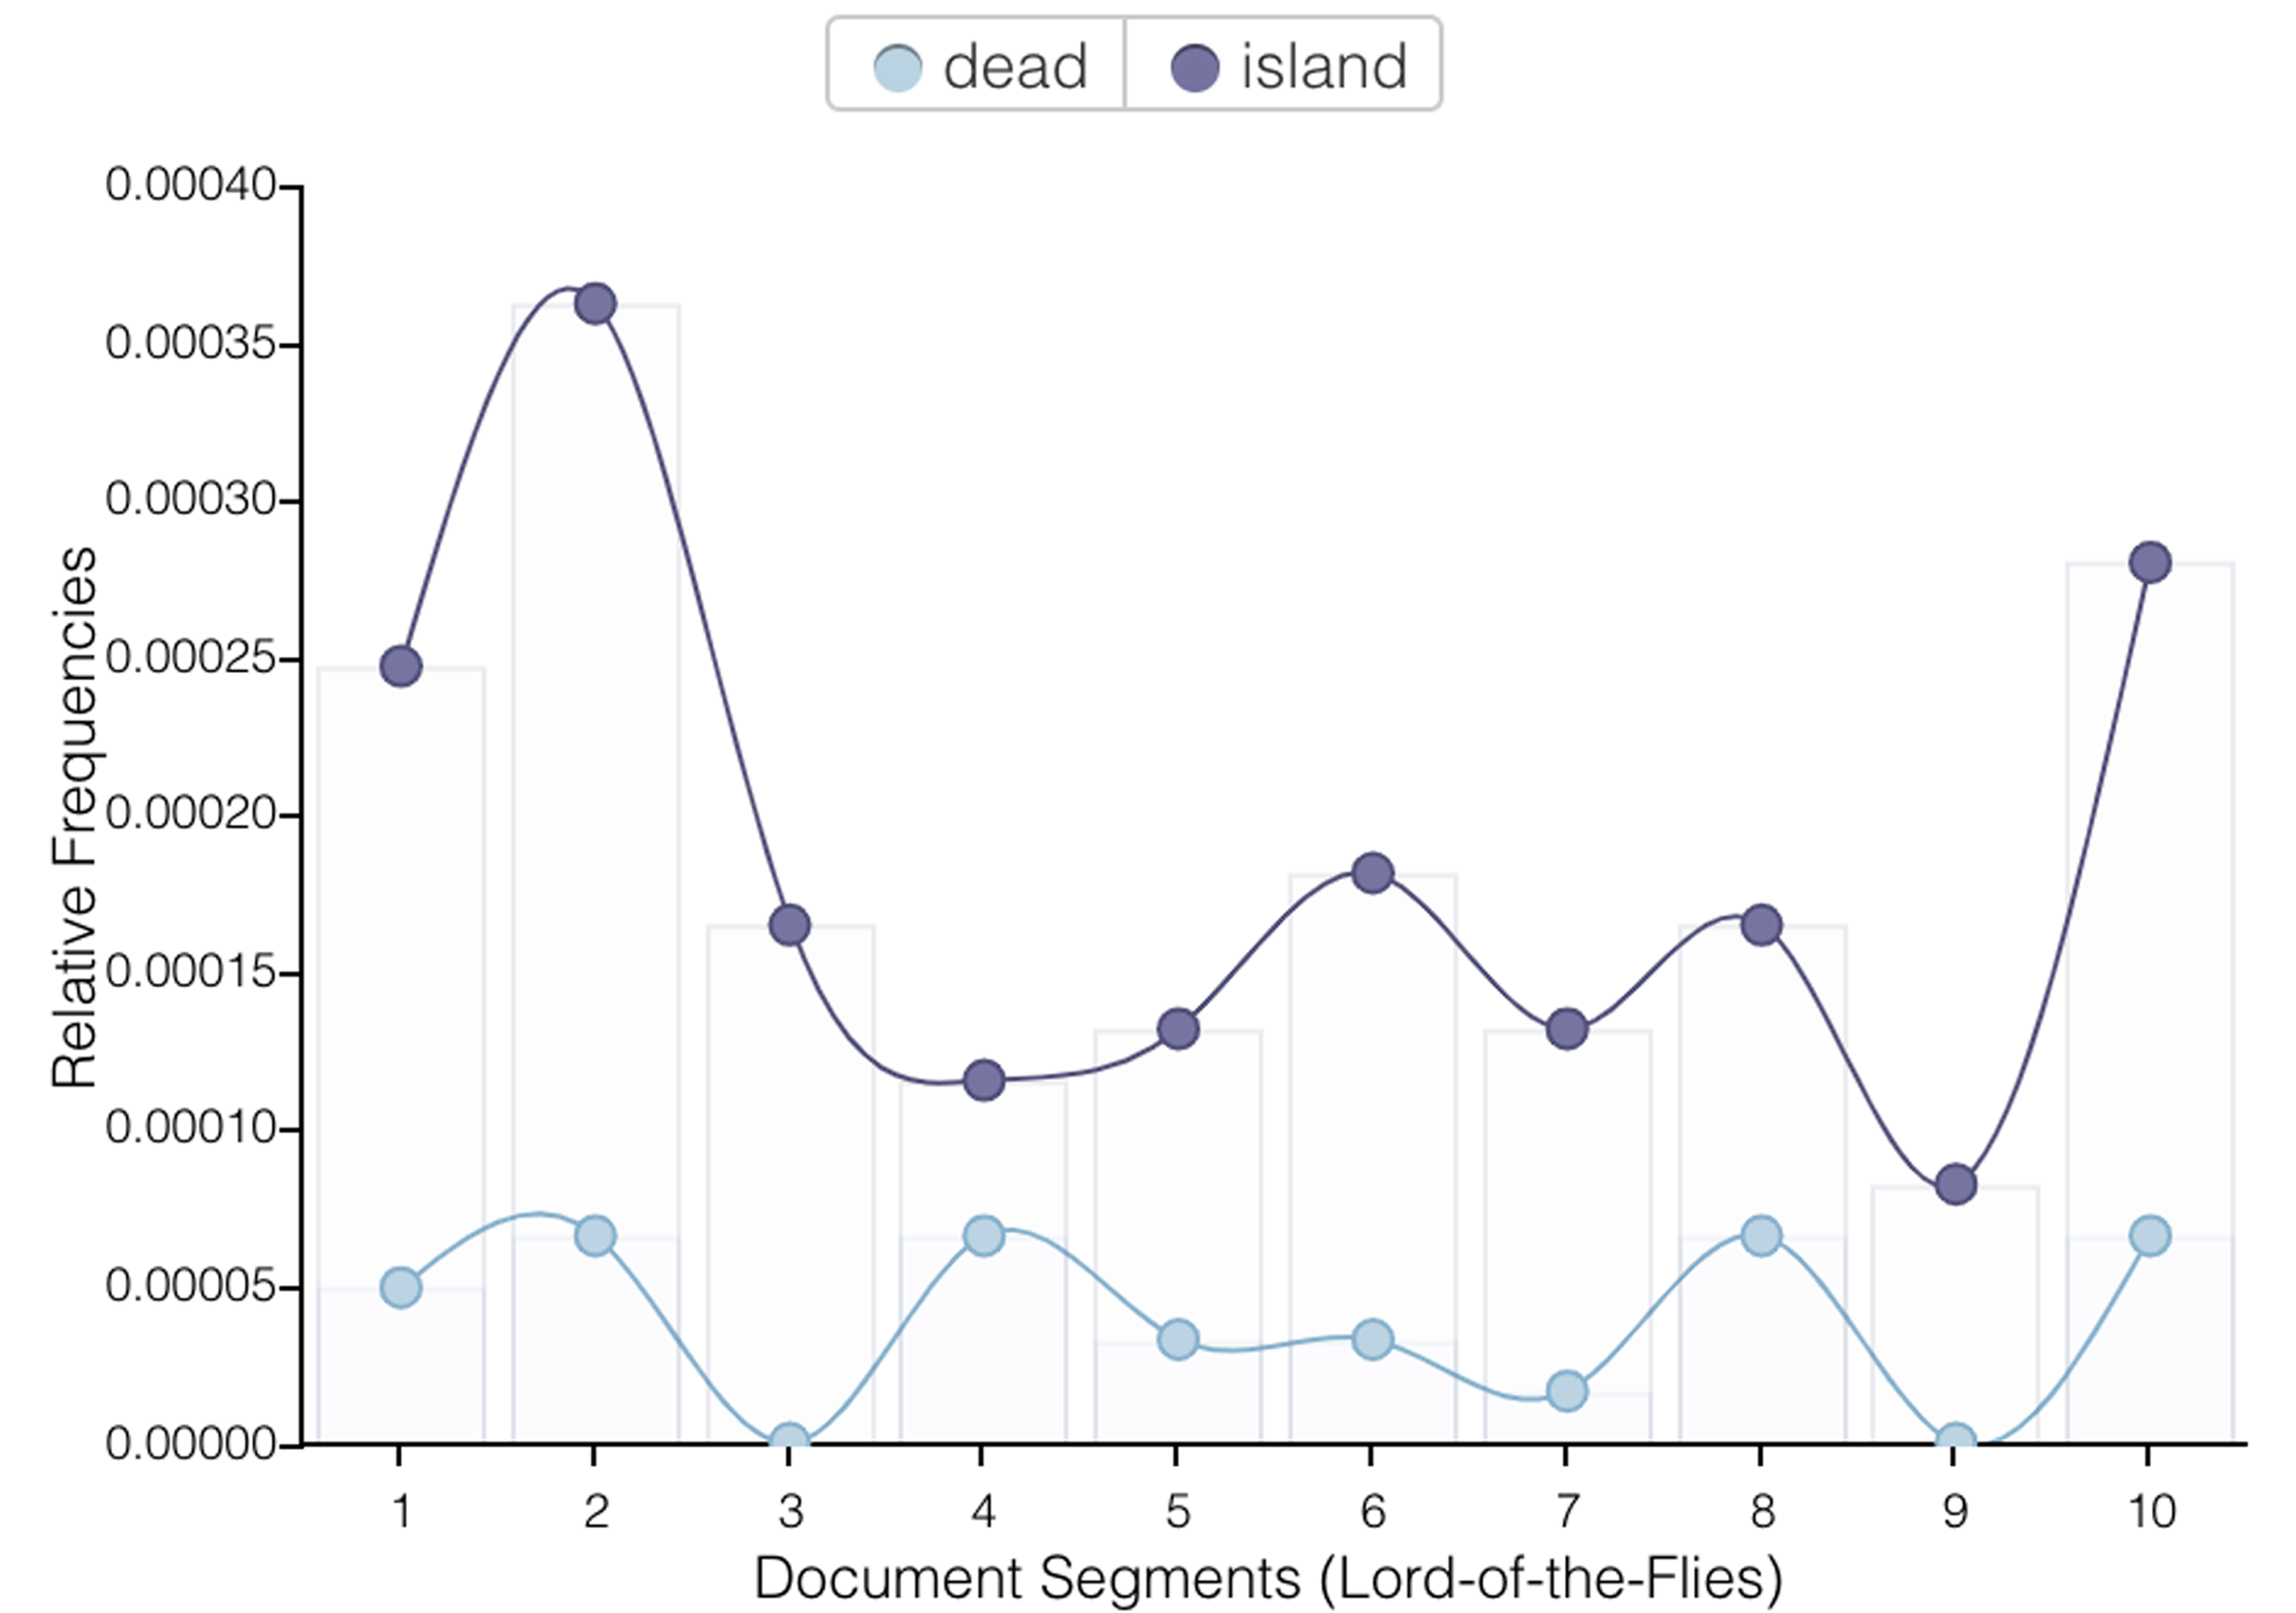 dead island
0.00040
0.00035
0.00030
0.00025
0.00020
0.00015
0.00010
0.00005
0.00000
Relative Frequencies
1 2 3 4 5 6 7 8 9 10
Document Segments (Lord-of-the-Flies)